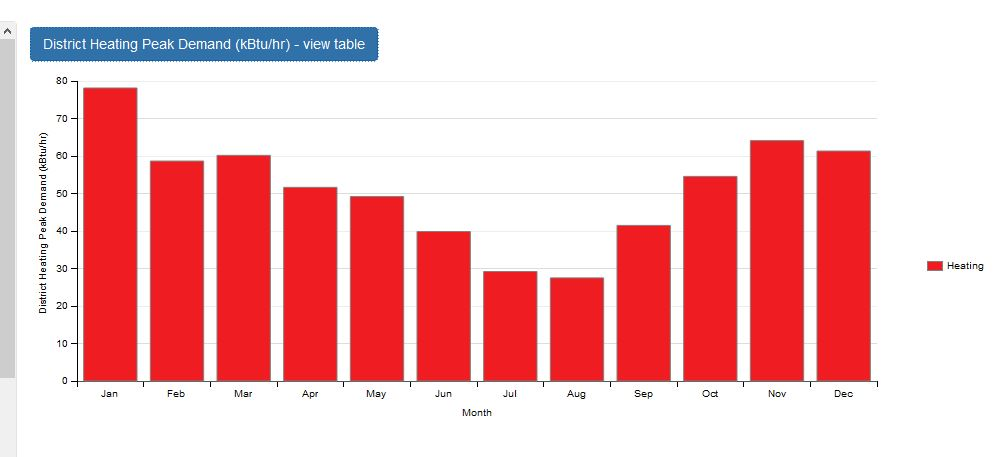 District Heating Peak Demand (kBtu/hr) - view table
District Heating Peak Demand (kBtu/hr)
80
70
60
50
40
30
20
10
0
Jan Feb Mar Apr May Jun Jul Aug Sep Oct Nov Dec
Month
Heating